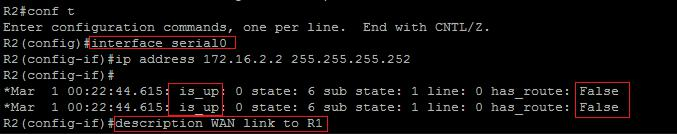 R2#conf t
Enter configuration commands, one per line.  End with CNTL/Z.
R2(config)#interface serial0
R2(config-if)#ip address 172.16.2.2 255.255.255.252
R2(config-if)#
*Mar  1 00:22:44.615: is_up: 0 state: 6 sub state: 1 line: 0 has_route: False
*Mar  1 00:22:44.615: is_up: 0 state: 6 sub state: 1 line: 0 has_route: False
R2(config-if)#description WAN link to R1